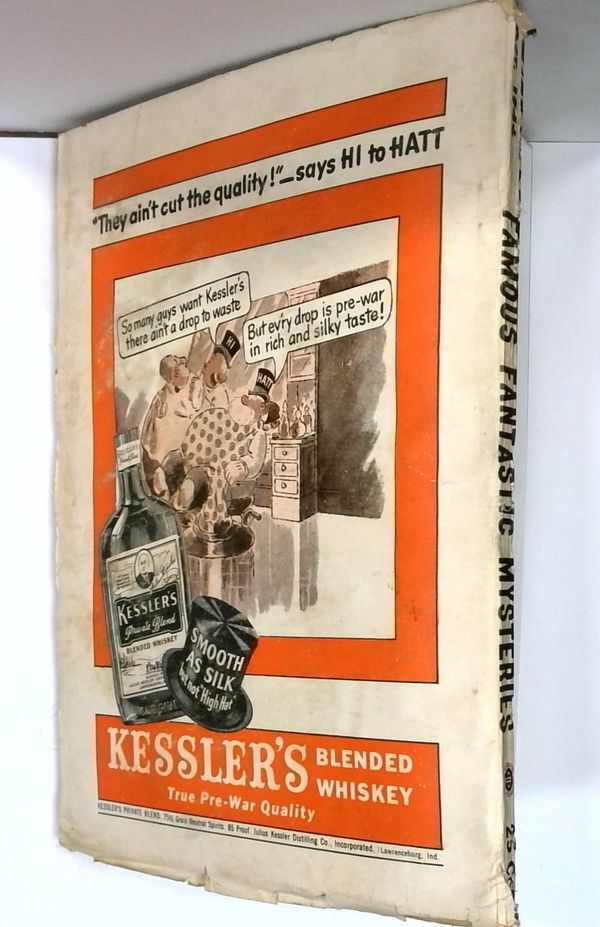 "They ain't cut the quality!"—says HI to HATT
So many guys want Kessler's
there ain't a drop to waste
But ev'ry drop is pre-war
in rich and silky taste!
HI
HATT
KESSLER'S
Private Blend
BLENDED WHISKEY
SMOOTH
AS SILK
but not "High Hat"
KESSLER'S BLENDED
WHISKEY
True Pre-War Quality
KESSLER'S PRIVATE BLEND. 75% Grain Neutral Spirits. 85 Proof. Julius Kessler Distilling Co., Incorporated, Lawrenceburg, Ind.
FAMOUS FANTASTIC MYSTERIES
25